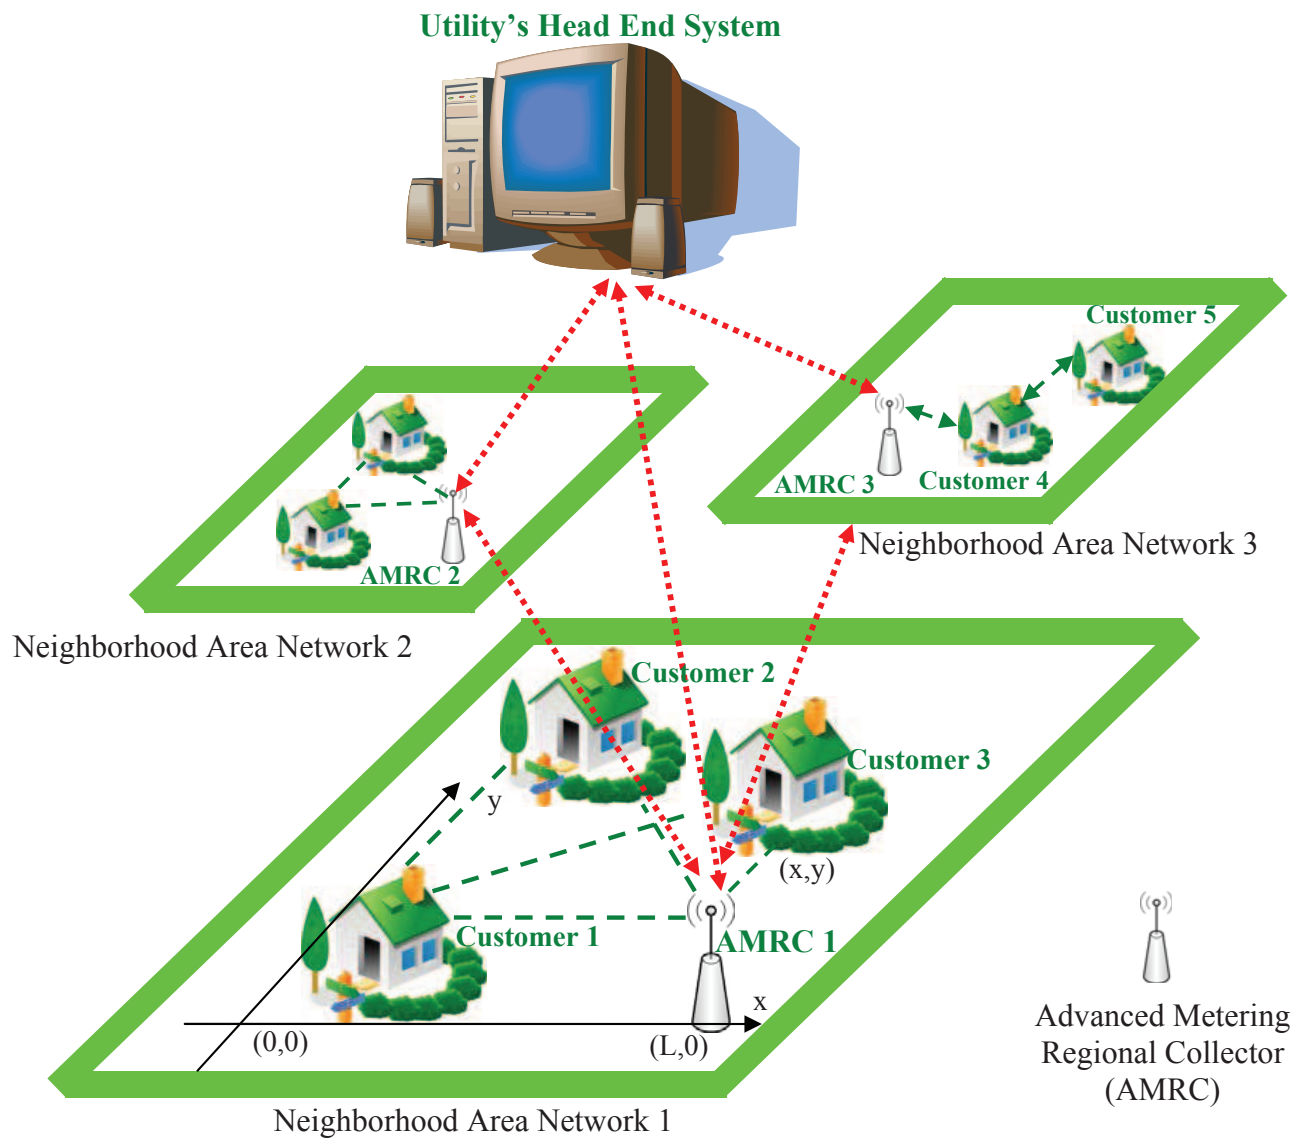 Utility’s Head End System
Customer 5
AMRC 3
Customer 4
Neighborhood Area Network 3
AMRC 2
Neighborhood Area Network 2
Customer 2
Customer 3
y
(x,y)
Customer 1
AMRC 1
x
(0,0)
(L,0)
Neighborhood Area Network 1
Advanced Metering
Regional Collector
(AMRC)